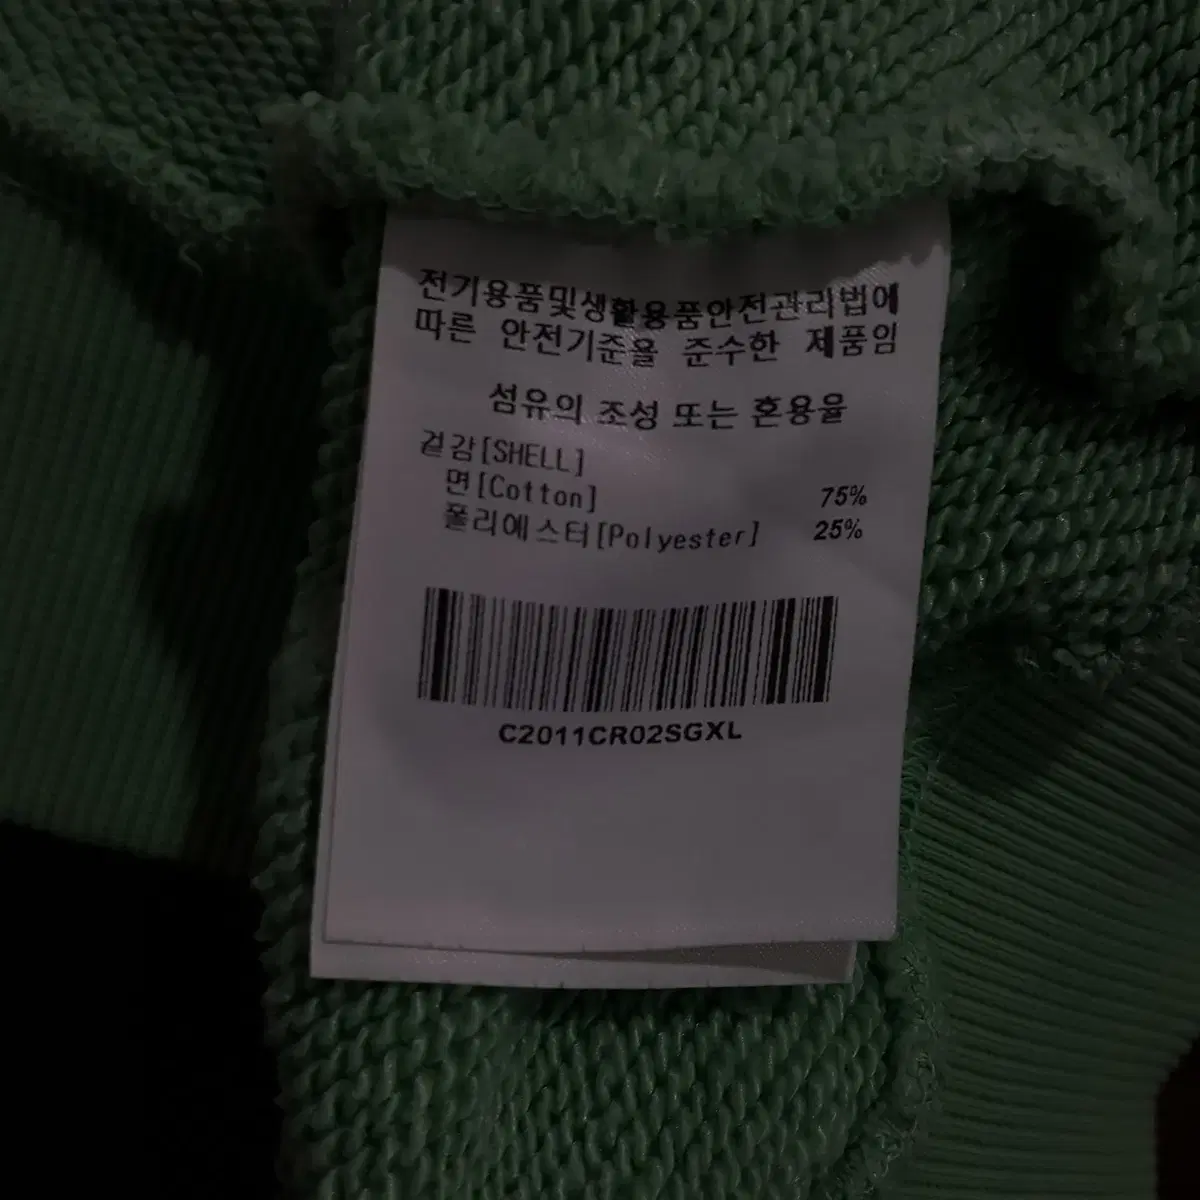 전기용품및생활용품안전관리법에
따른 안전기준을 준수한 제품임
섬유의 조성 또는 혼용율
겉감[SHELL]
면[Cotton] 75%
폴리에스터[Polyester] 25%
C2011CR02SGXL